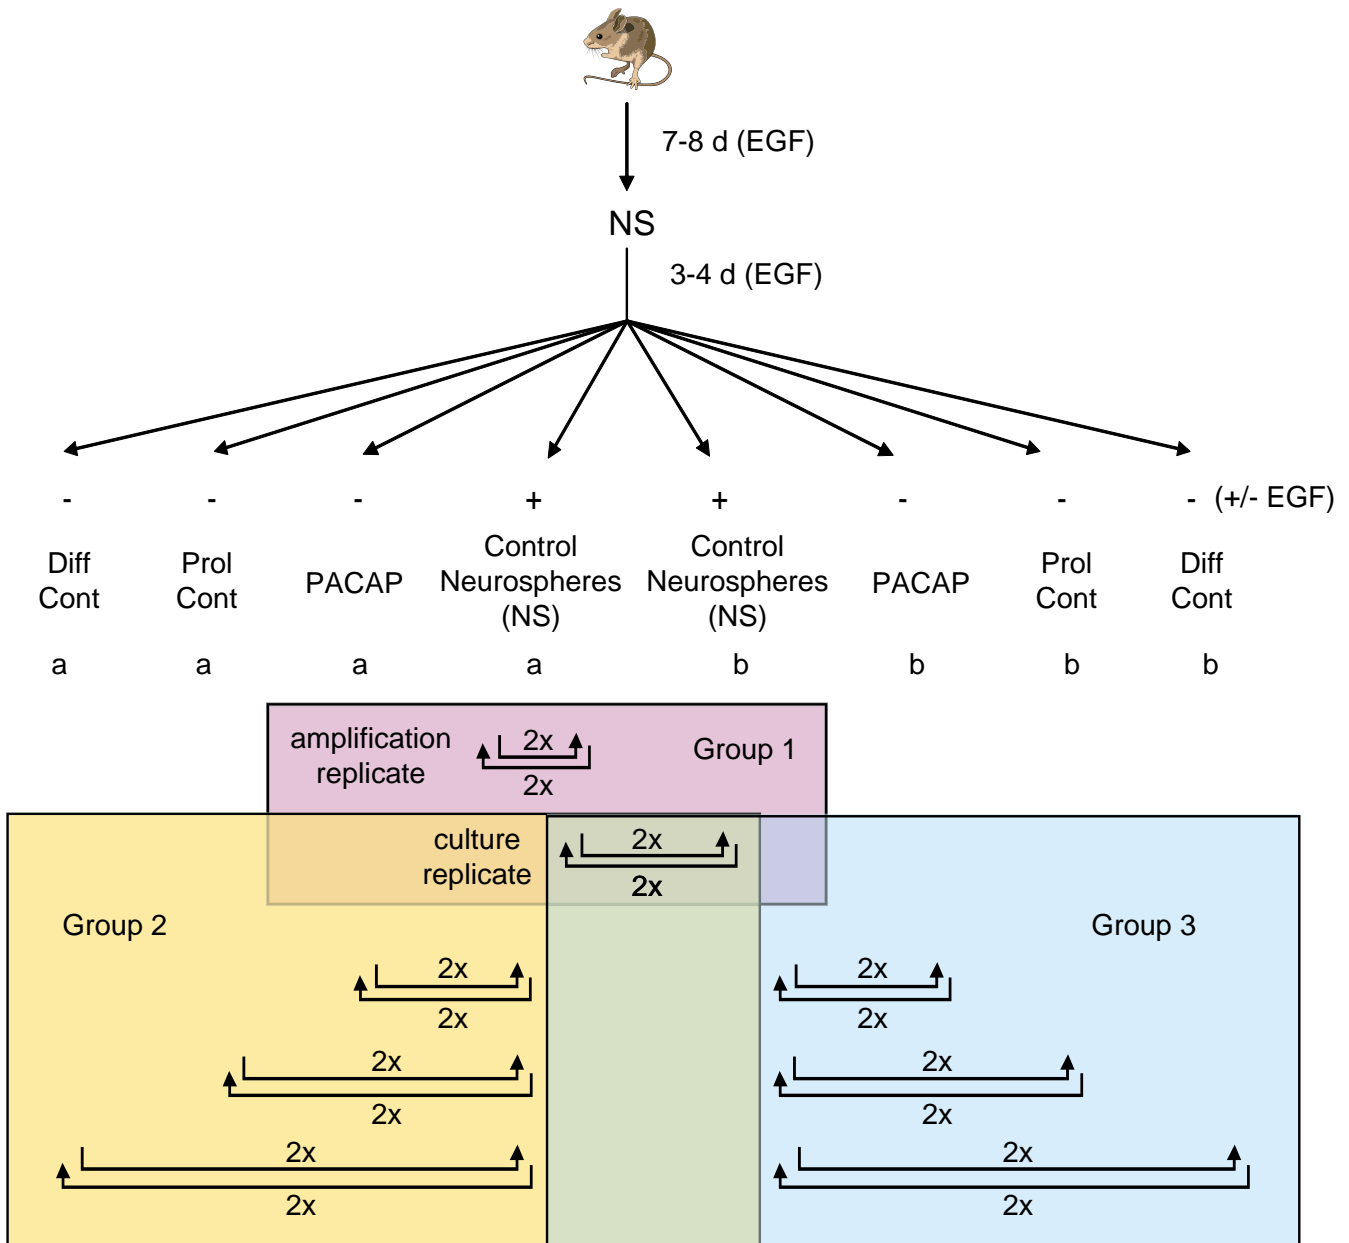 7-8 d (EGF)
NS
3-4 d (EGF)
- - - + + - - - (+/- EGF)
Diff
Cont
Prol
Cont
PACAP
Control
Neurospheres
(NS)
Control
Neurospheres
(NS)
PACAP
Prol
Cont
Diff
Cont
a a a a b b b b
amplification
replicate
2x
2x
Group 1
culture
replicate
2x
2x
Group 2
Group 3
2x
2x
2x
2x
2x
2x
2x
2x
2x
2x
2x
2x